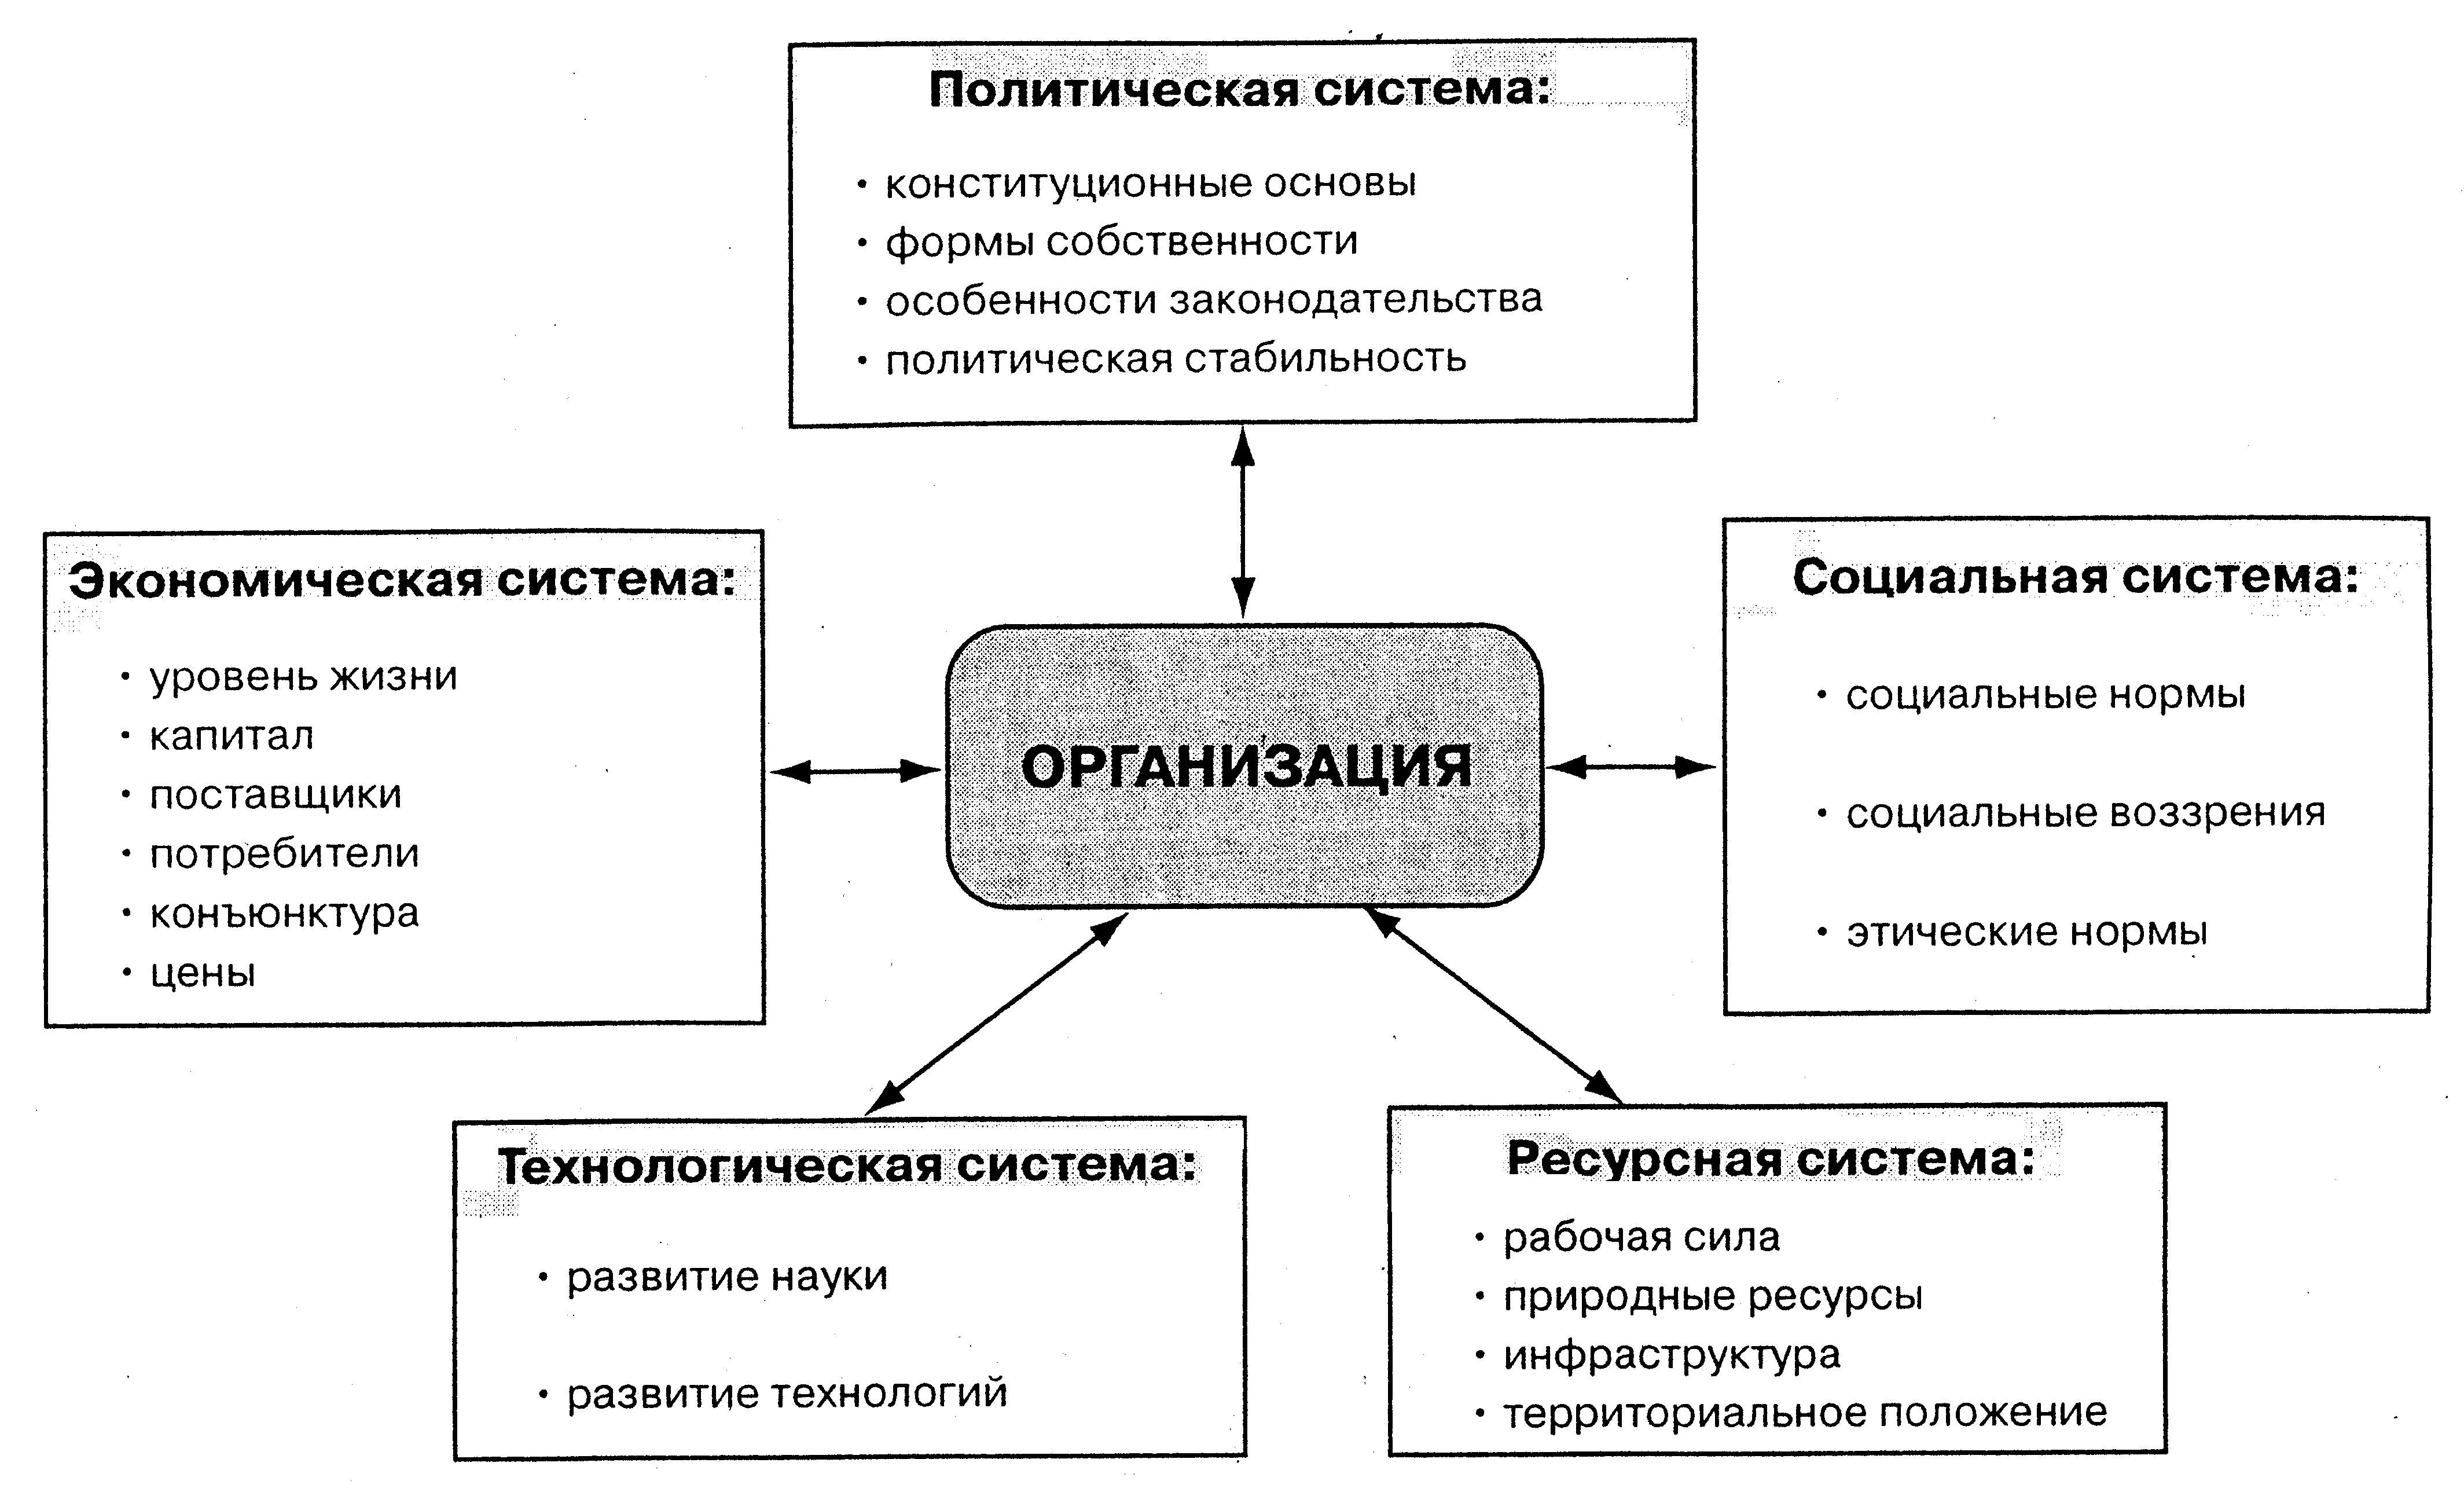 Политическая система:
• конституционные основы
• формы собственности
• особенности законодательства
• политическая стабильность
Экономическая система:
• уровень жизни
• капитал
• поставщики
• потребители
• конъюнктура
• цены
ОРГАНИЗАЦИЯ
Социальная система:
• социальные нормы
• социальные воззрения
• этические нормы
Технологическая система:
• развитие науки
• развитие технологий
Ресурсная система:
• рабочая сила
• природные ресурсы
• инфраструктура
• территориальное положение